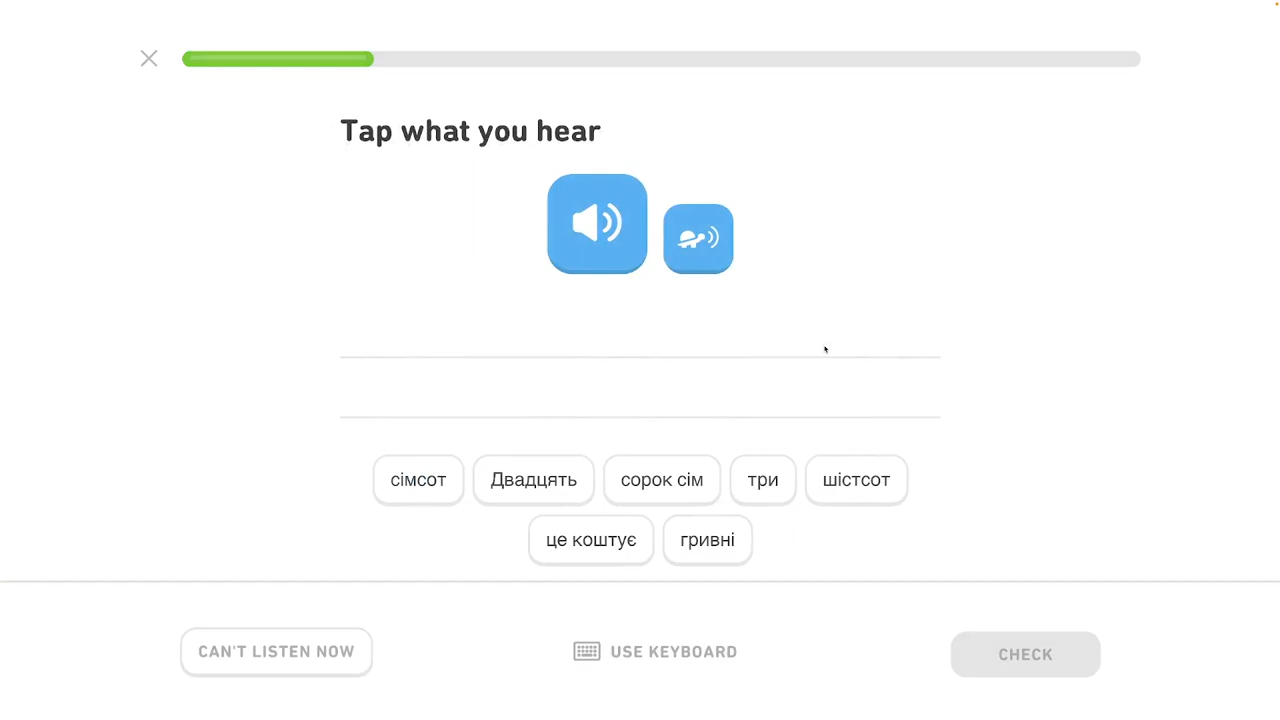 Tap what you hear
сімсот Двадцять сорок сім три шістсот
це коштує гривні
CAN'T LISTEN NOW USE KEYBOARD CHECK